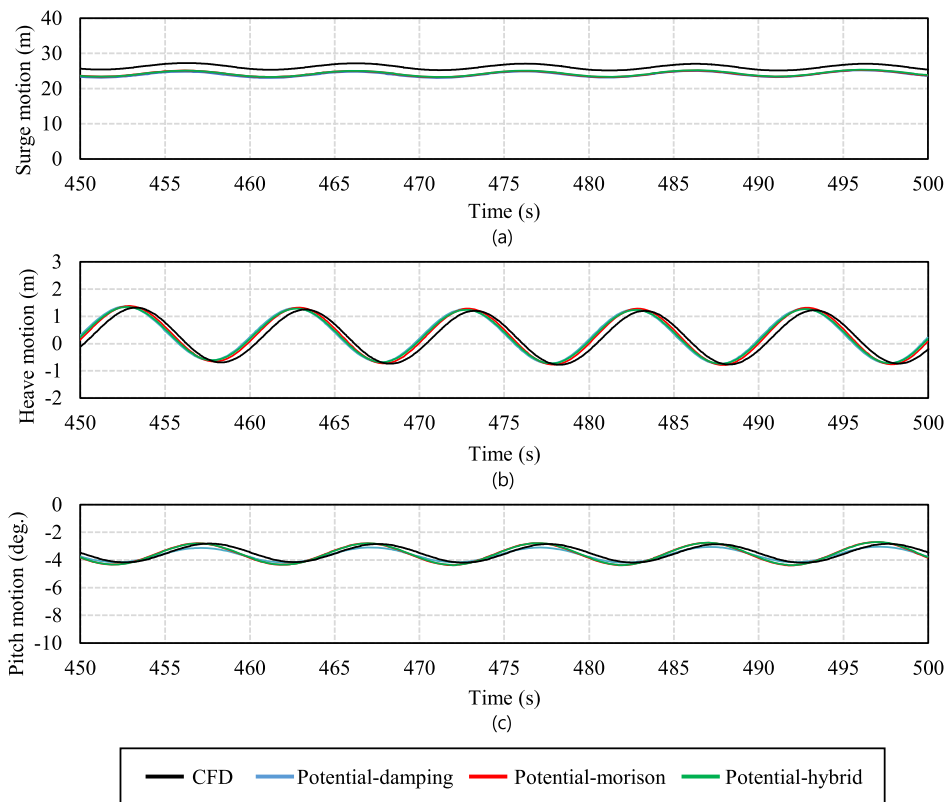 Surge motion (m)
40
30
20
10
0
450 455 460 465 470 475 480 485 490 495 500
Time (s)
(a)
Heave motion (m)
3
2
1
0
-1
-2
450 455 460 465 470 475 480 485 490 495 500
Time (s)
(b)
Pitch motion (deg.)
0
-2
-4
-6
-8
-10
450 455 460 465 470 475 480 485 490 495 500
Time (s)
(c)
CFD Potential-damping Potential-morison Potential-hybrid